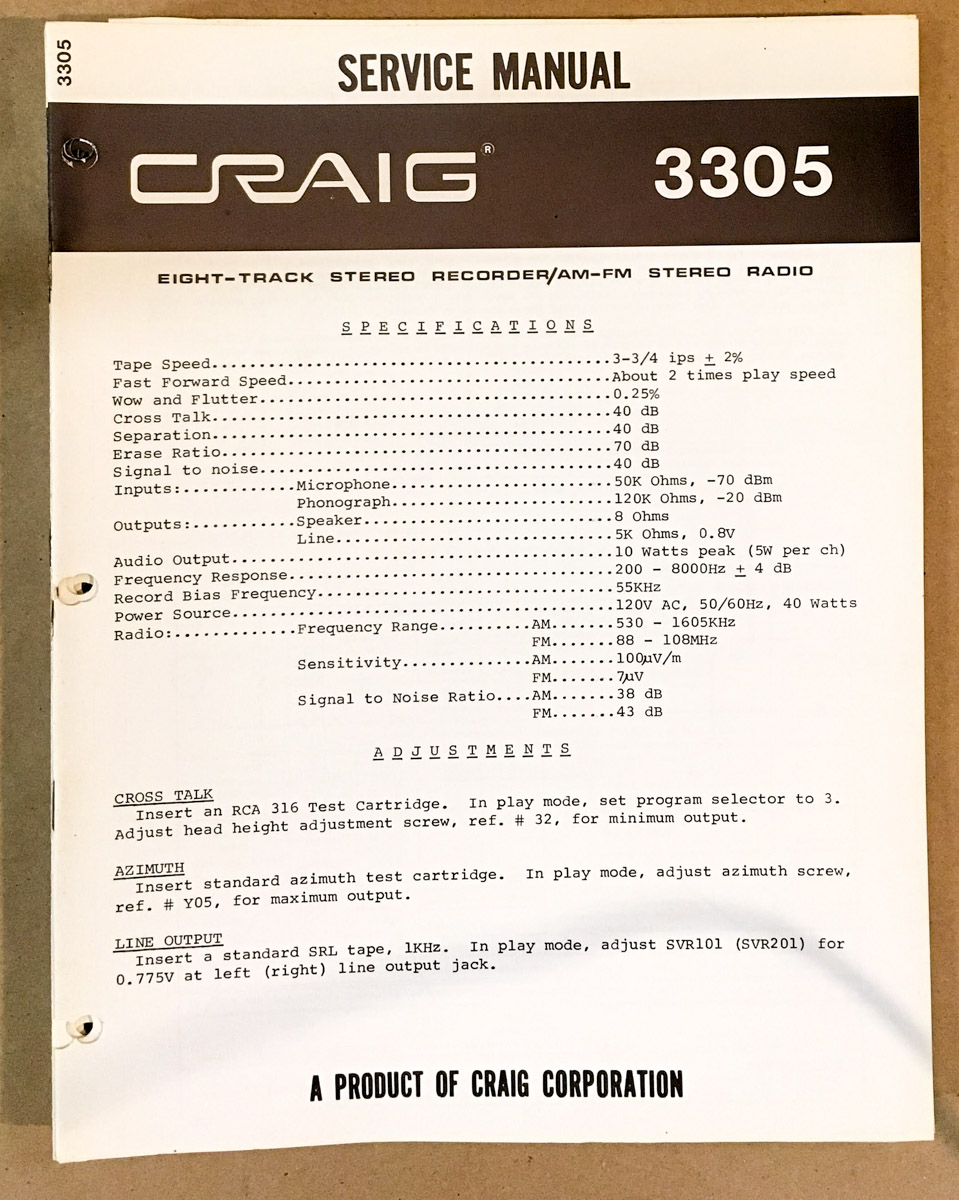 3305
SERVICE MANUAL
CRAIG® 3305
EIGHT-TRACK STEREO RECORDER/AM-FM STEREO RADIO
SPECIFICATIONS
Tape Speed..........................................3-3/4 ips ± 2%
Fast Forward Speed..................................About 2 times play speed
Wow and Flutter.....................................0.25%
Cross Talk..........................................40 dB
Separation..........................................40 dB
Erase Ratio.........................................70 dB
Signal to noise.....................................40 dB
Inputs:............Microphone.......................50K Ohms, -70 dBm
Phonograph.......................120K Ohms, -20 dBm
Outputs:...........Speaker..........................8 Ohms
Line.............................5K Ohms, 0.8V
Audio Output........................................10 Watts peak (5W per ch)
Frequency Response..................................200 - 8000Hz ± 4 dB
Record Bias Frequency...............................55KHz
Power Source........................................120V AC, 50/60Hz, 40 Watts
Radio:.............Frequency Range..........AM.......530 - 1605KHz
FM.......88 - 108MHz
Sensitivity..............AM.......100µV/m
FM.......7µV
Signal to Noise Ratio....AM.......38 dB
FM.......43 dB
ADJUSTMENTS
CROSS TALK
Insert an RCA 316 Test Cartridge. In play mode, set program selector to 3.
Adjust head height adjustment screw, ref. # 32, for minimum output.
AZIMUTH
Insert standard azimuth test cartridge. In play mode, adjust azimuth screw,
ref. # Y05, for maximum output.
LINE OUTPUT
Insert a standard SRL tape, 1KHz. In play mode, adjust SVR101 (SVR201) for
0.775V at left (right) line output jack.
A PRODUCT OF CRAIG CORPORATION